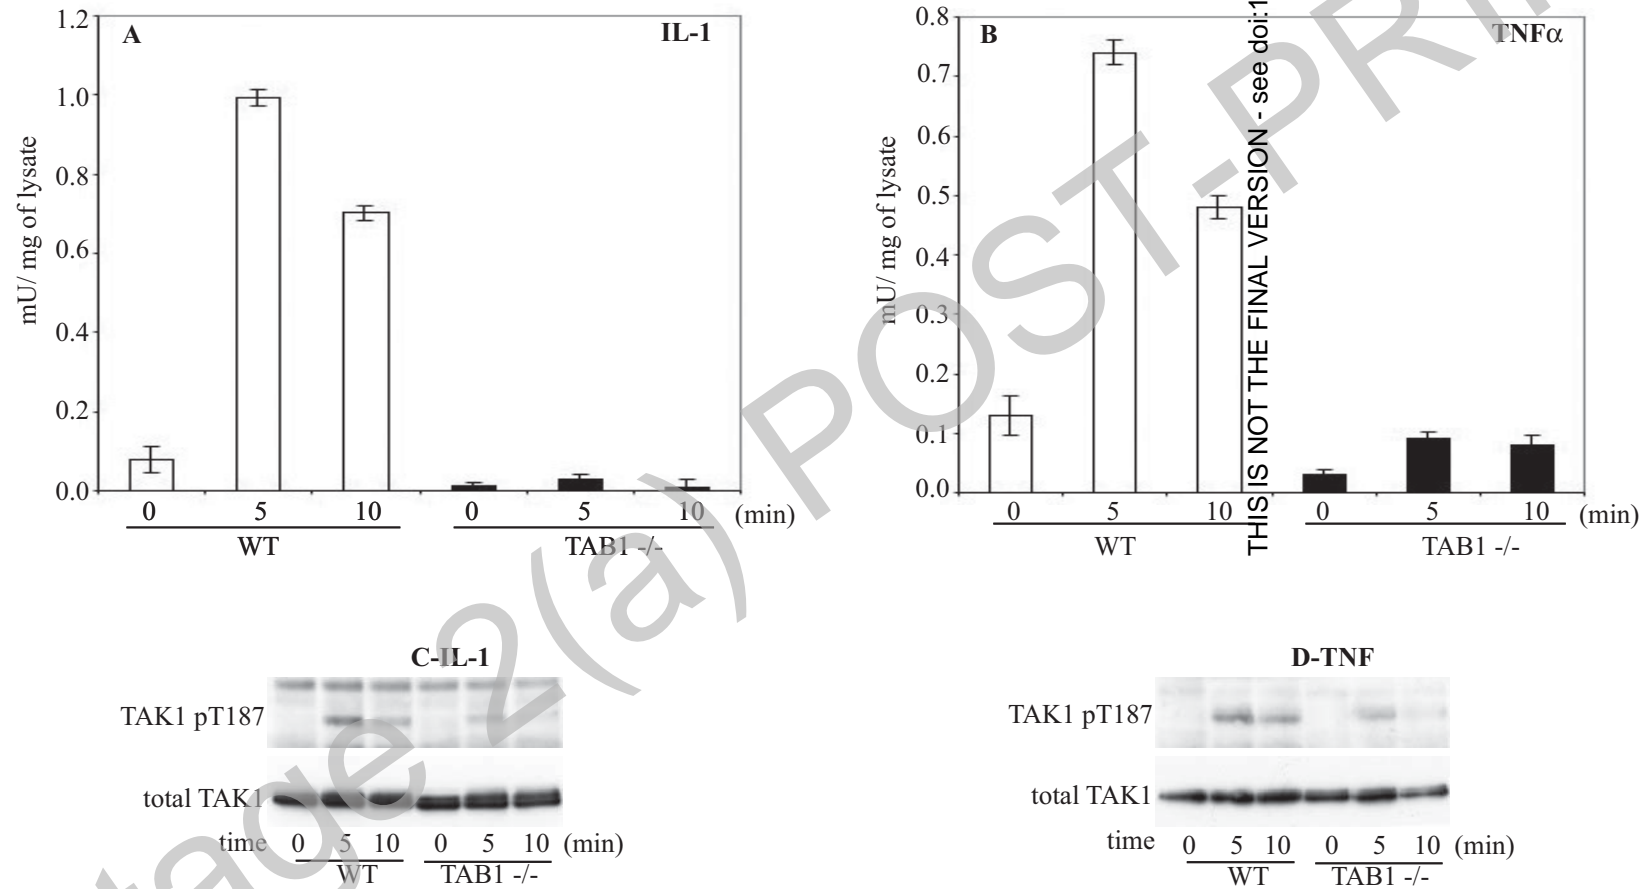 A
IL-1
mU/ mg of lysate
1.2
1.0
0.8
0.6
0.4
0.2
0.0
0 5 10 0 5 10 (min)
WT TAB1 -/-
B
TNFα
mU/ mg of lysate
0.8
0.7
0.6
0.5
0.4
0.3
0.2
0.1
0.0
0 5 10 0 5 10 (min)
WT TAB1 -/-
THIS IS NOT THE FINAL VERSION - see doi:1
C-IL-1
TAK1 pT187
total TAK1
time 0 5 10 0 5 10 (min)
WT TAB1 -/-
D-TNF
TAK1 pT187
total TAK1
time 0 5 10 0 5 10 (min)
WT TAB1 -/-
tage 2(a) POST-PRI